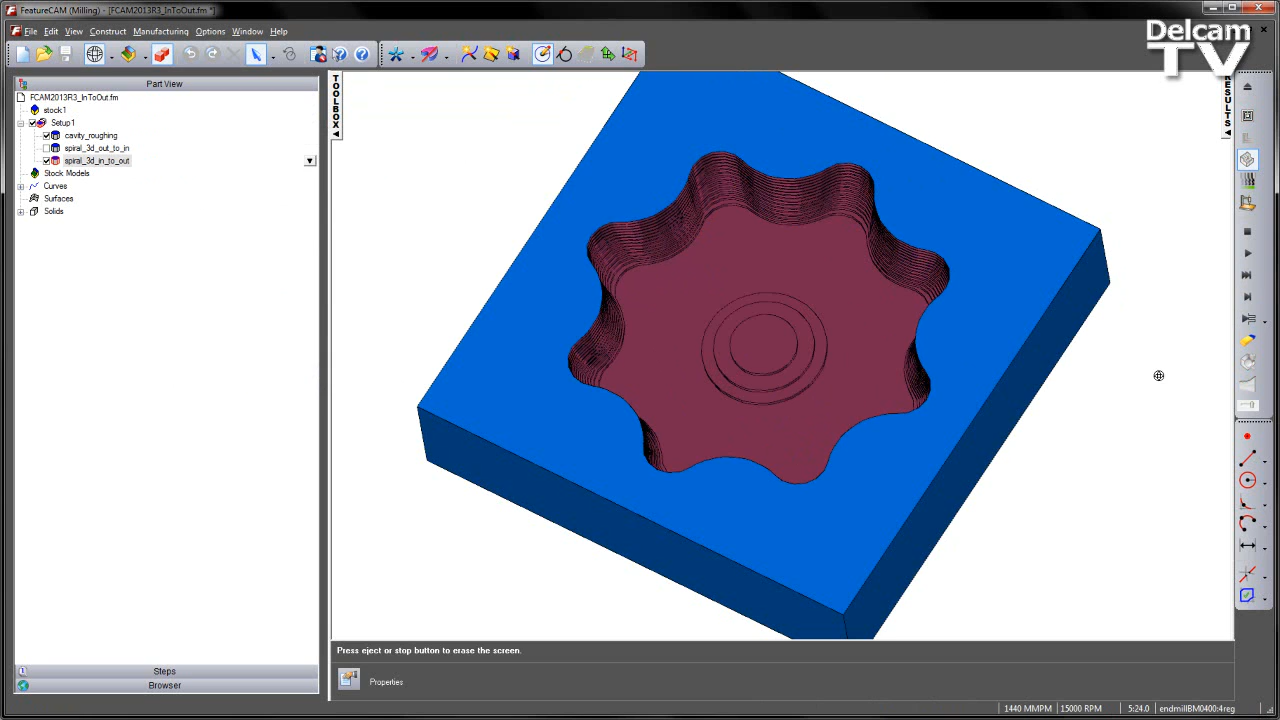 FeatureCAM (Milling) - [FCAM2013R3_InToOut.fm *]
File Edit View Construct Manufacturing Options Window Help
Delcam
TV
Part View
FCAM2013R3_InToOut.fm
stock1
Setup1
cavity_roughing
spiral_3d_out_to_in
spiral_3d_in_to_out
Stock Models
Curves
Surfaces
Solids
TOOLBOX
RESULTS
Steps
Browser
Press eject or stop button to erase the screen.
Properties
1440 MMPM 15000 RPM 5:24.0 endmillBM0400:4reg